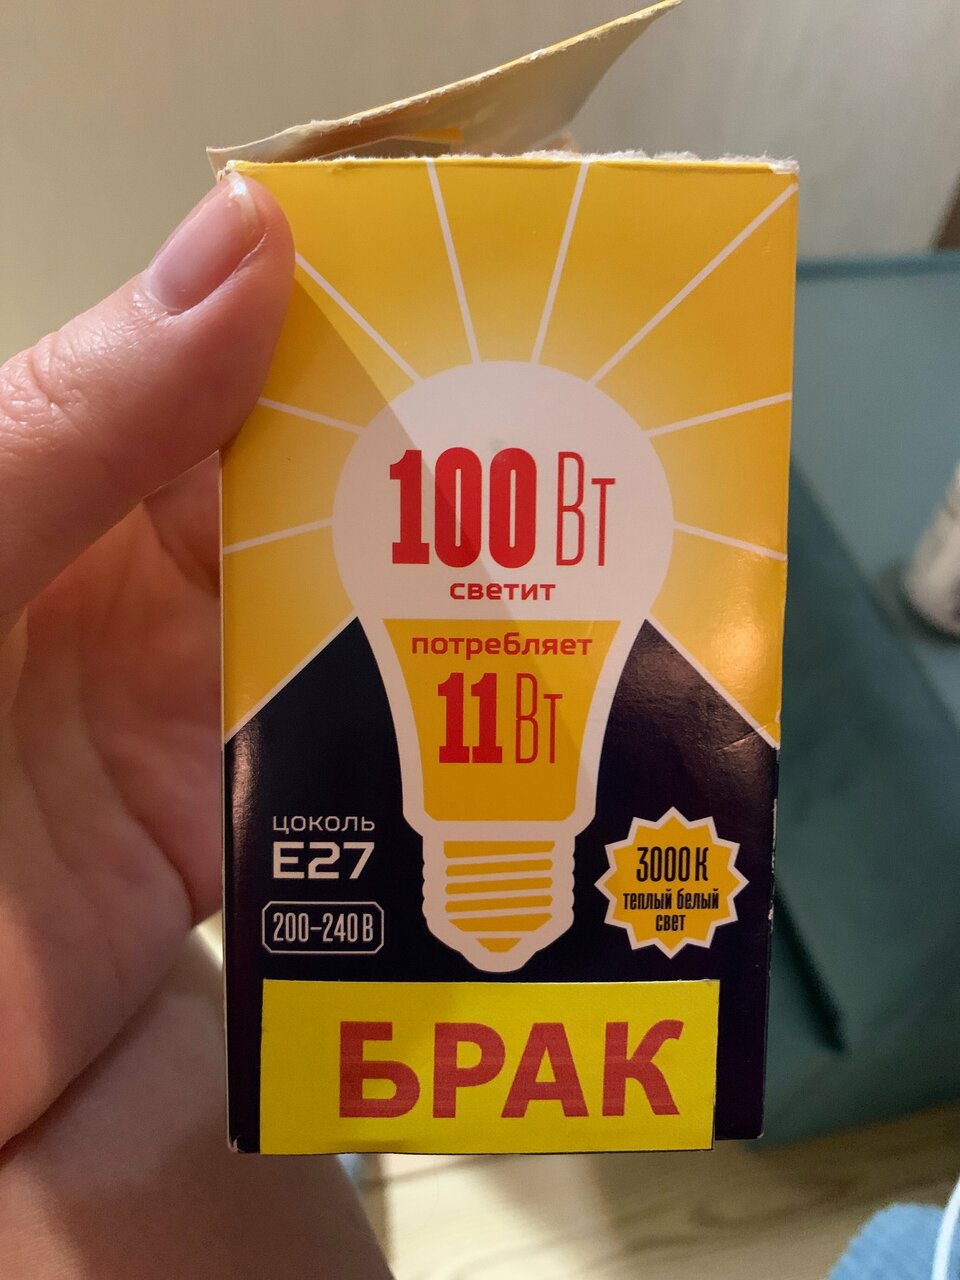 100 Вт
светит
потребляет
11 Вт
цоколь
E27
200-240 В
3000 К
теплый белый
свет
БРАК